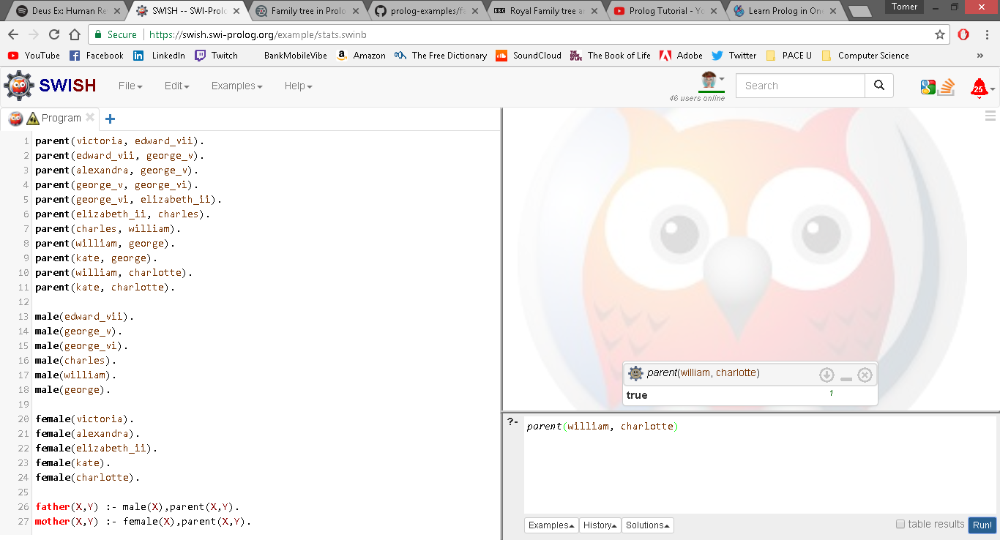 Deus Ex: Human Re
SWISH -- SWI-Prolo
Family tree in Prolo
prolog-examples/fa
BBC Royal Family tree a
Prolog Tutorial - Yo
Learn Prolog in One
Tomer
Secure https://swish.swi-prolog.org/example/stats.swinb
YouTube Facebook LinkedIn Twitch BankMobileVibe Amazon The Free Dictionary SoundCloud The Book of Life Adobe Twitter PACE U Computer Science »
SWISH File Edit Examples Help 46 users online Search 25
Program
1 parent(victoria, edward_vii).
2 parent(edward_vii, george_v).
3 parent(alexandra, george_v).
4 parent(george_v, george_vi).
5 parent(george_vi, elizabeth_ii).
6 parent(elizabeth_ii, charles).
7 parent(charles, william).
8 parent(william, george).
9 parent(kate, george).
10 parent(william, charlotte).
11 parent(kate, charlotte).
12
13 male(edward_vii).
14 male(george_v).
15 male(george_vi).
16 male(charles).
17 male(william).
18 male(george).
19
20 female(victoria).
21 female(alexandra).
22 female(elizabeth_ii).
23 female(kate).
24 female(charlotte).
25
26 father(X,Y) :- male(X),parent(X,Y).
27 mother(X,Y) :- female(X),parent(X,Y).
parent(william, charlotte)
true 1
?- parent(william, charlotte)
Examples History Solutions table results Run!